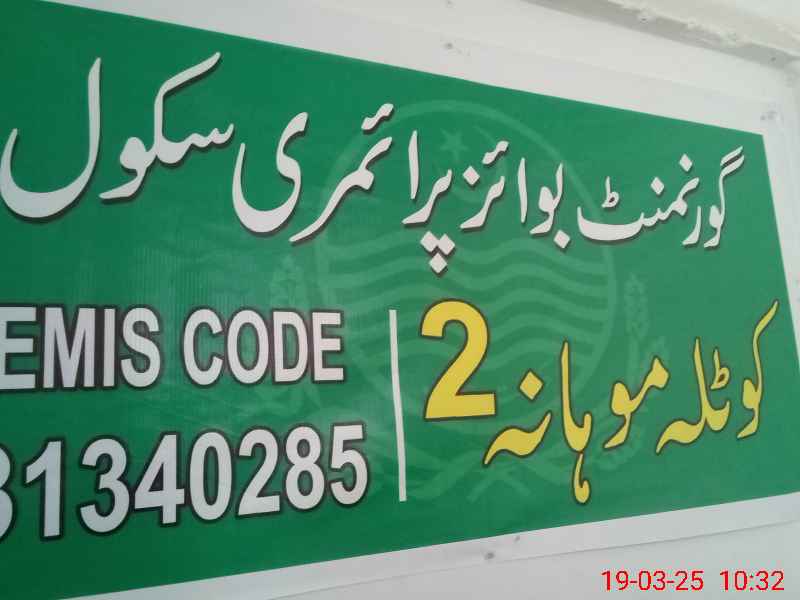 گورنمنٹ بوائز پرائمری سکول
کوٹلہ موہانہ 2
EMIS CODE
31340285
19-03-25 10:32